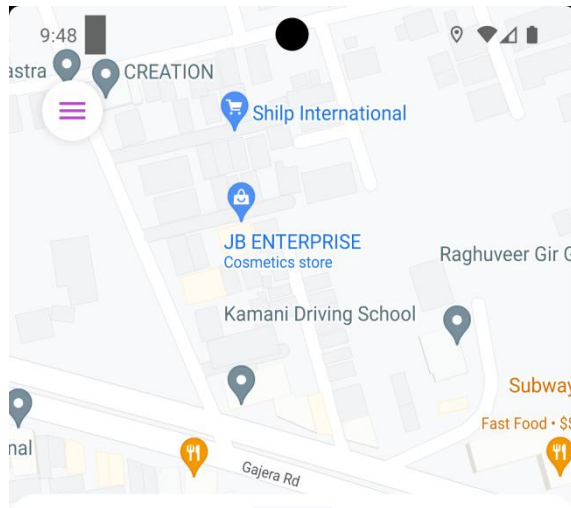 9:48
astra
CREATION
Shilp International
JB ENTERPRISE
Cosmetics store
Raghuveer Gir G
Kamani Driving School
Subway
Fast Food • $$
nal
Gajera Rd